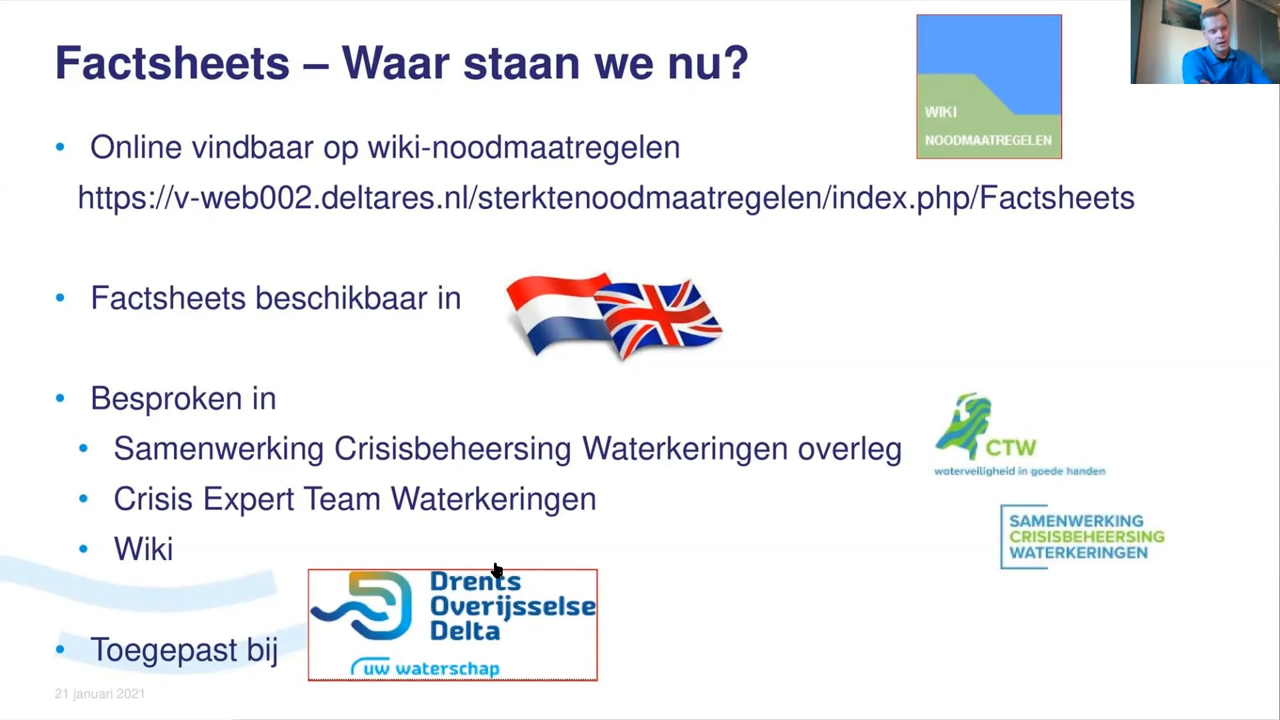 Factsheets – Waar staan we nu?
WIKI
NOODMAATREGELEN
• Online vindbaar op wiki-noodmaatregelen
https://v-web002.deltares.nl/sterktenoodmaatregelen/index.php/Factsheets
• Factsheets beschikbaar in
• Besproken in
• Samenwerking Crisisbeheersing Waterkeringen overleg
CTW
waterveiligheid in goede handen
• Crisis Expert Team Waterkeringen
SAMENWERKING
CRISISBEHEERSING
WATERKERINGEN
• Wiki
Drents
Overijsselse
Delta
uw waterschap
• Toegepast bij
21 januari 2021